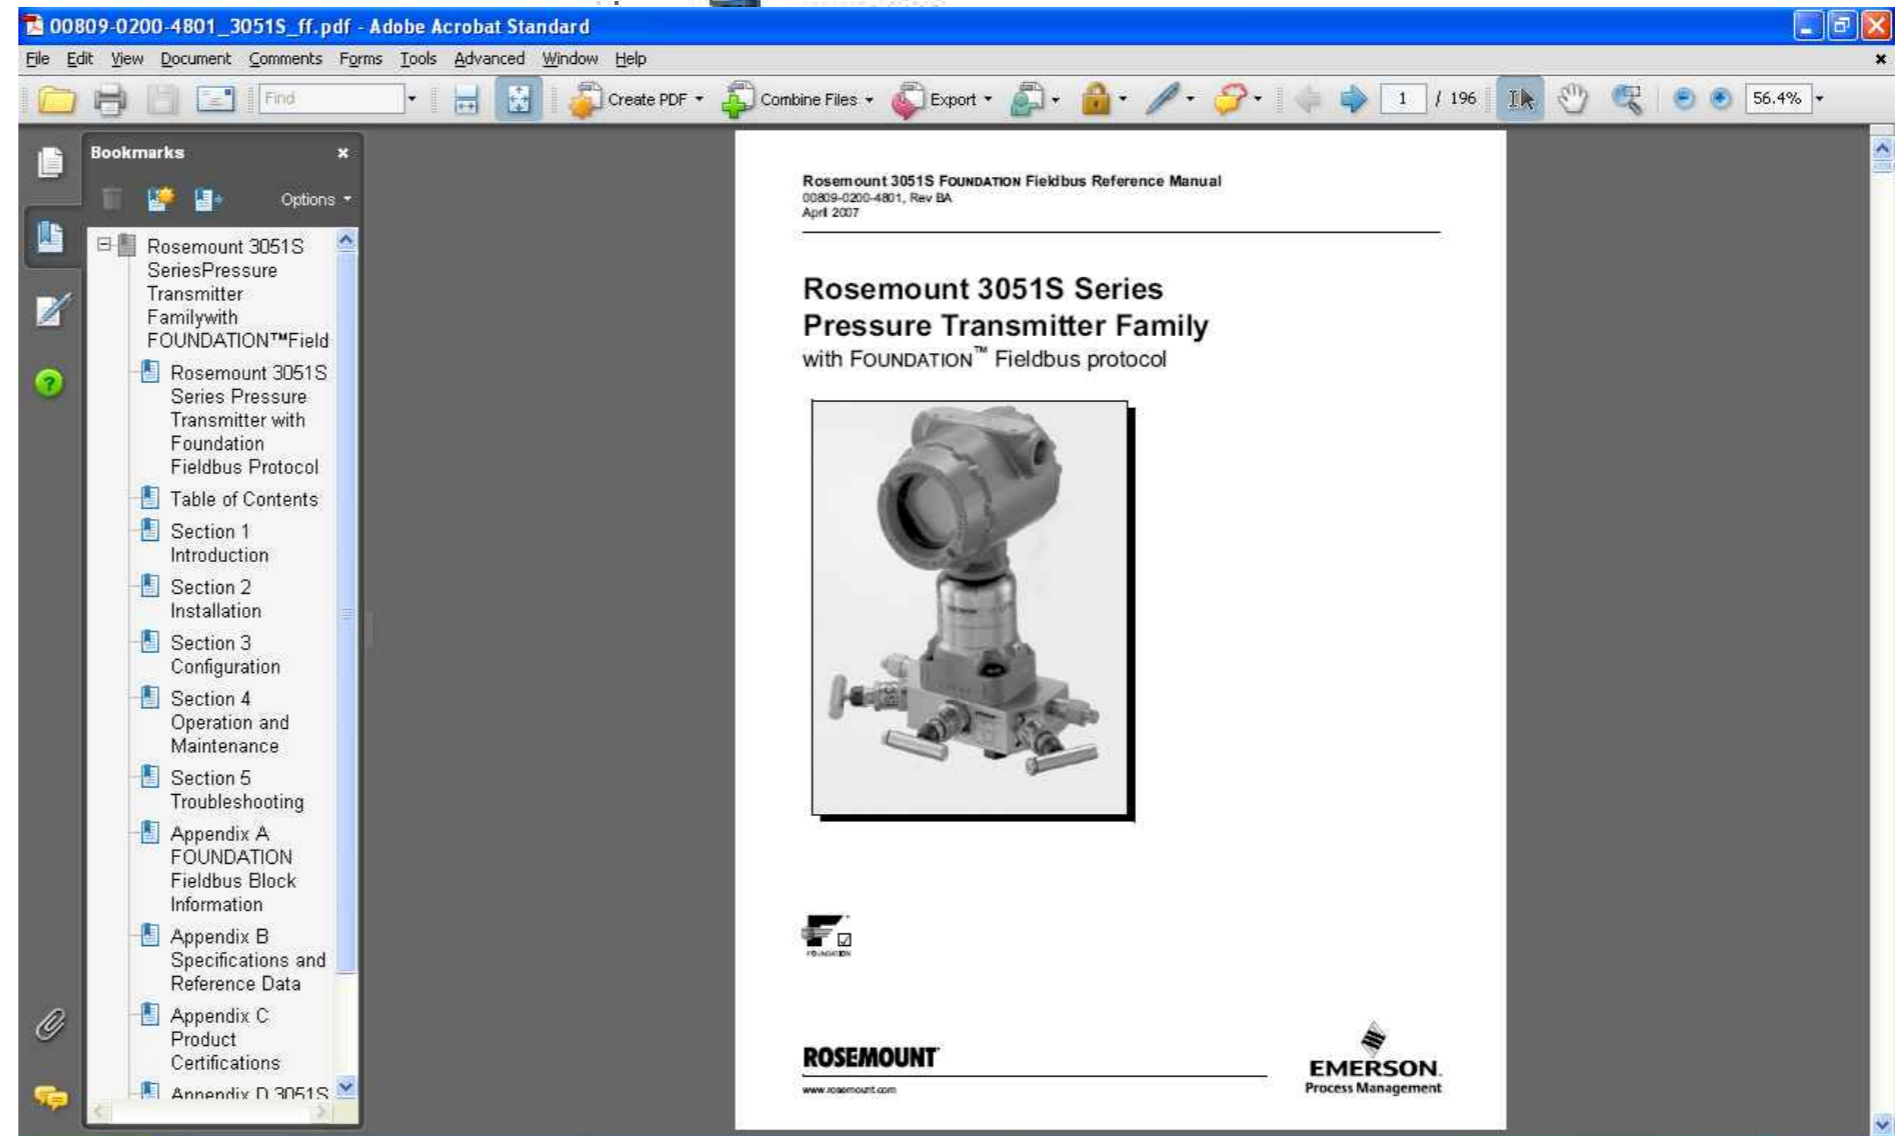 00809-0200-4801_3051S_ff.pdf - Adobe Acrobat Standard
File Edit View Document Comments Forms Tools Advanced Window Help
Find Create PDF Combine Files Export 1 / 196 56.4%
Bookmarks
Options
Rosemount 3051S
SeriesPressure
Transmitter
Familywith
FOUNDATION™Field
Rosemount 3051S
Series Pressure
Transmitter with
Foundation
Fieldbus Protocol
Table of Contents
Section 1
Introduction
Section 2
Installation
Section 3
Configuration
Section 4
Operation and
Maintenance
Section 5
Troubleshooting
Appendix A
FOUNDATION
Fieldbus Block
Information
Appendix B
Specifications and
Reference Data
Appendix C
Product
Certifications
Appendix D 3051S
Rosemount 3051S FOUNDATION Fieldbus Reference Manual
00809-0200-4801, Rev BA
April 2007
Rosemount 3051S Series
Pressure Transmitter Family
with FOUNDATION™ Fieldbus protocol
FOUNDATION
ROSEMOUNT
www.rosemount.com
EMERSON.
Process Management